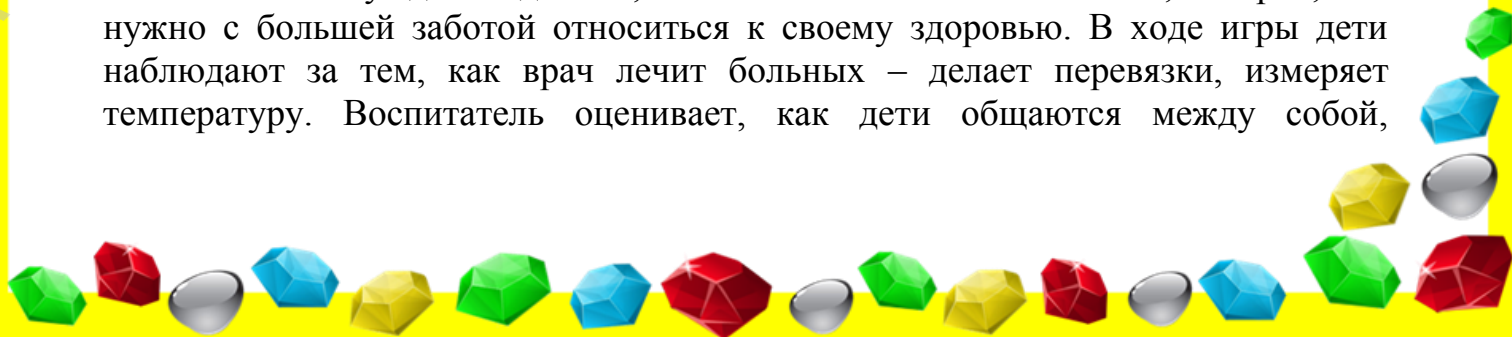 нужно с большей заботой относиться к своему здоровью. В ходе игры дети
наблюдают за тем, как врач лечит больных – делает перевязки, измеряет
температуру. Воспитатель оценивает, как дети общаются между собой,